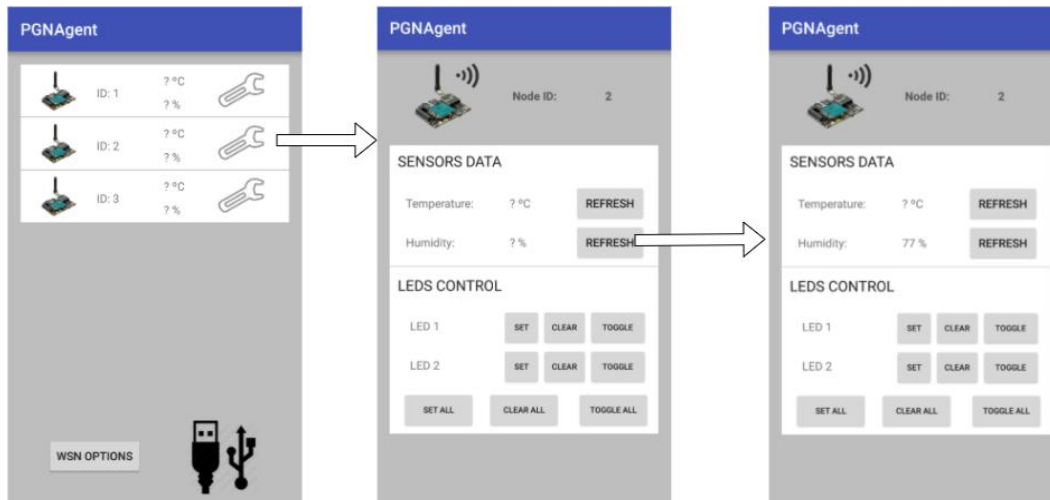 PGNAgent
ID: 1
? ºC
? %
ID: 2
? ºC
? %
ID: 3
? ºC
? %
WSN OPTIONS
PGNAgent
Node ID: 2
SENSORS DATA
Temperature: ? ºC REFRESH
Humidity: ? % REFRESH
LEDS CONTROL
LED 1 SET CLEAR TOGGLE
LED 2 SET CLEAR TOGGLE
SET ALL CLEAR ALL TOGGLE ALL
PGNAgent
Node ID: 2
SENSORS DATA
Temperature: ? ºC REFRESH
Humidity: 77 % REFRESH
LEDS CONTROL
LED 1 SET CLEAR TOGGLE
LED 2 SET CLEAR TOGGLE
SET ALL CLEAR ALL TOGGLE ALL